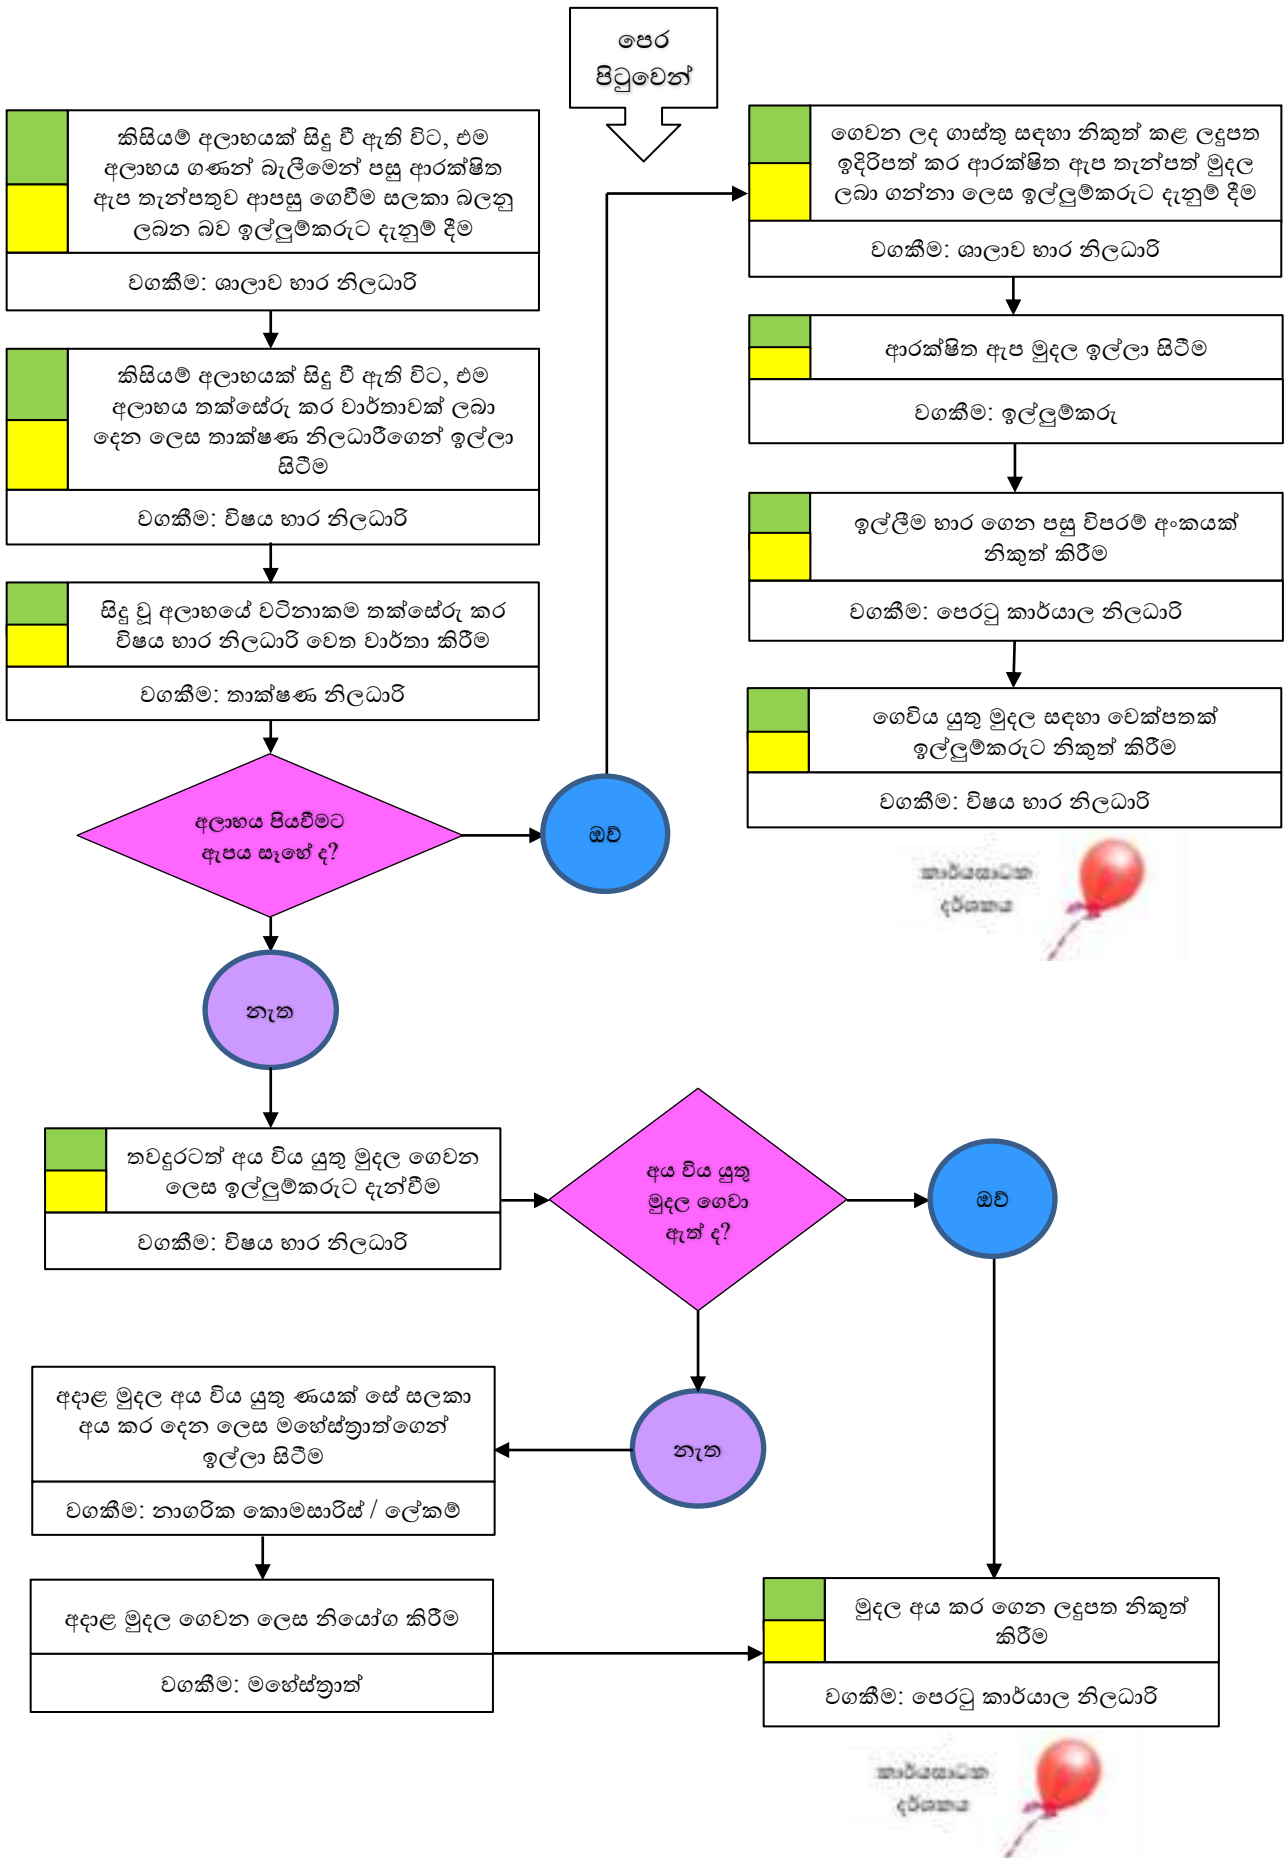 පෙර
පිටුවෙන්
කිසියම් අලාභයක් සිදු වී ඇති විට, එම
අලාභය ගණන් බැලීමෙන් පසු ආරක්ෂිත
ඇප තැන්පතුව ආපසු ගෙවීම සලකා බලනු
ලබන බව ඉල්ලුම්කරුට දැනුම් දීම
වගකීම: ශාලාව භාර නිලධාරි
කිසියම් අලාභයක් සිදු වී ඇති විට, එම
අලාභය තක්සේරු කර වාර්තාවක් ලබා
දෙන ලෙස තාක්ෂණ නිලධාරීගෙන් ඉල්ලා
සිටීම
වගකීම: විෂය භාර නිලධාරි
සිදු වූ අලාභයේ වටිනාකම තක්සේරු කර
විෂය භාර නිලධාරි වෙත වාර්තා කිරීම
වගකීම: තාක්ෂණ නිලධාරි
අලාභය පියවීමට
ඇපය සෑහේ ද?
ඔව්
ගෙවන ලද ගාස්තු සඳහා නිකුත් කළ ලදුපත
ඉදිරිපත් කර ආරක්ෂිත ඇප තැන්පත් මුදල
ලබා ගන්නා ලෙස ඉල්ලුම්කරුට දැනුම් දීම
වගකීම: ශාලාව භාර නිලධාරි
ආරක්ෂිත ඇප මුදල ඉල්ලා සිටීම
වගකීම: ඉල්ලුම්කරු
ඉල්ලීම භාර ගෙන පසු විපරම් අංකයක්
නිකුත් කිරීම
වගකීම: පෙරටු කාර්යාල නිලධාරි
ගෙවිය යුතු මුදල සඳහා චෙක්පතක්
ඉල්ලුම්කරුට නිකුත් කිරීම
වගකීම: විෂය භාර නිලධාරි
කාර්යසාධක
දර්ශකය
නැත
තවදුරටත් අය විය යුතු මුදල ගෙවන
ලෙස ඉල්ලුම්කරුට දැන්වීම
වගකීම: විෂය භාර නිලධාරි
අය විය යුතු
මුදල ගෙවා
ඇත් ද?
ඔව්
නැත
අදාළ මුදල අය විය යුතු ණයක් සේ සලකා
අය කර දෙන ලෙස මහේස්ත්‍රාත්ගෙන්
ඉල්ලා සිටීම
වගකීම: නාගරික කොමසාරිස් / ලේකම්
අදාළ මුදල ගෙවන ලෙස නියෝග කිරීම
වගකීම: මහේස්ත්‍රාත්
මුදල අය කර ගෙන ලදුපත නිකුත්
කිරීම
වගකීම: පෙරටු කාර්යාල නිලධාරි
කාර්යසාධක
දර්ශකය